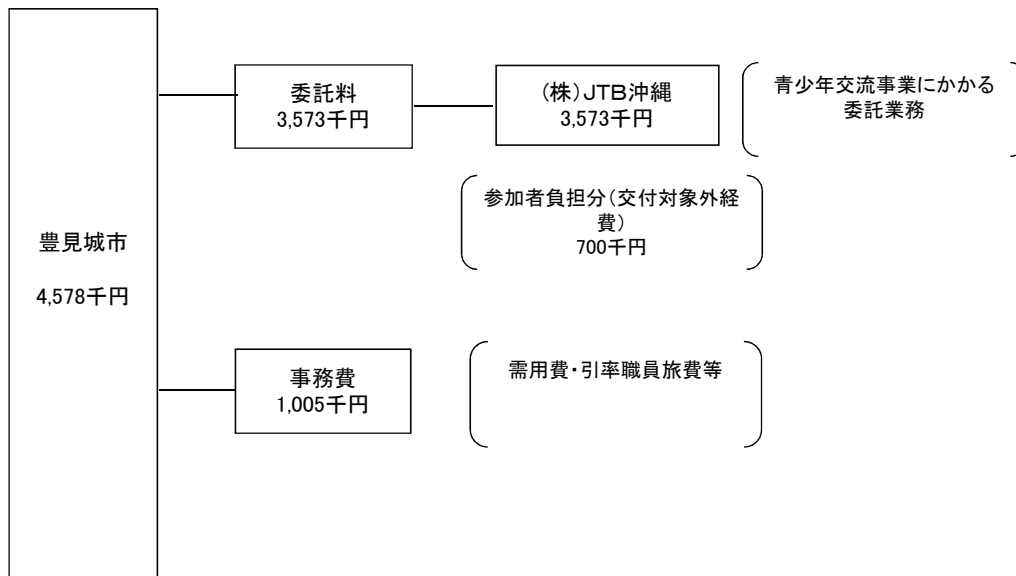 委託料
3,573千円
(株)JTB沖縄
3,573千円
青少年交流事業にかかる
委託業務
参加者負担分(交付対象外経
費)
700千円
豊見城市
4,578千円
事務費
1,005千円
需用費・引率職員旅費等